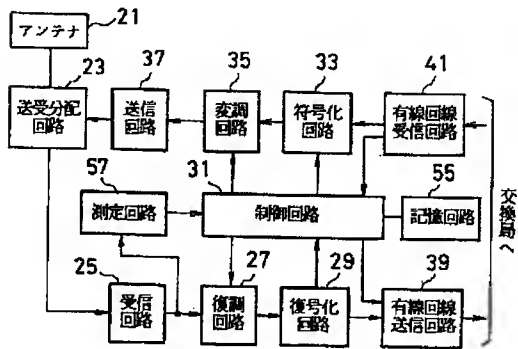 アンテナ
21
23
送受分配
回路
37
送信
回路
35
変調
回路
33
符号化
回路
41
有線回線
受信回路
31
制御回路
57
測定回路
55
記憶回路
25
受信
回路
27
復調
回路
29
復号化
回路
39
有線回線
送信回路
交換局へ